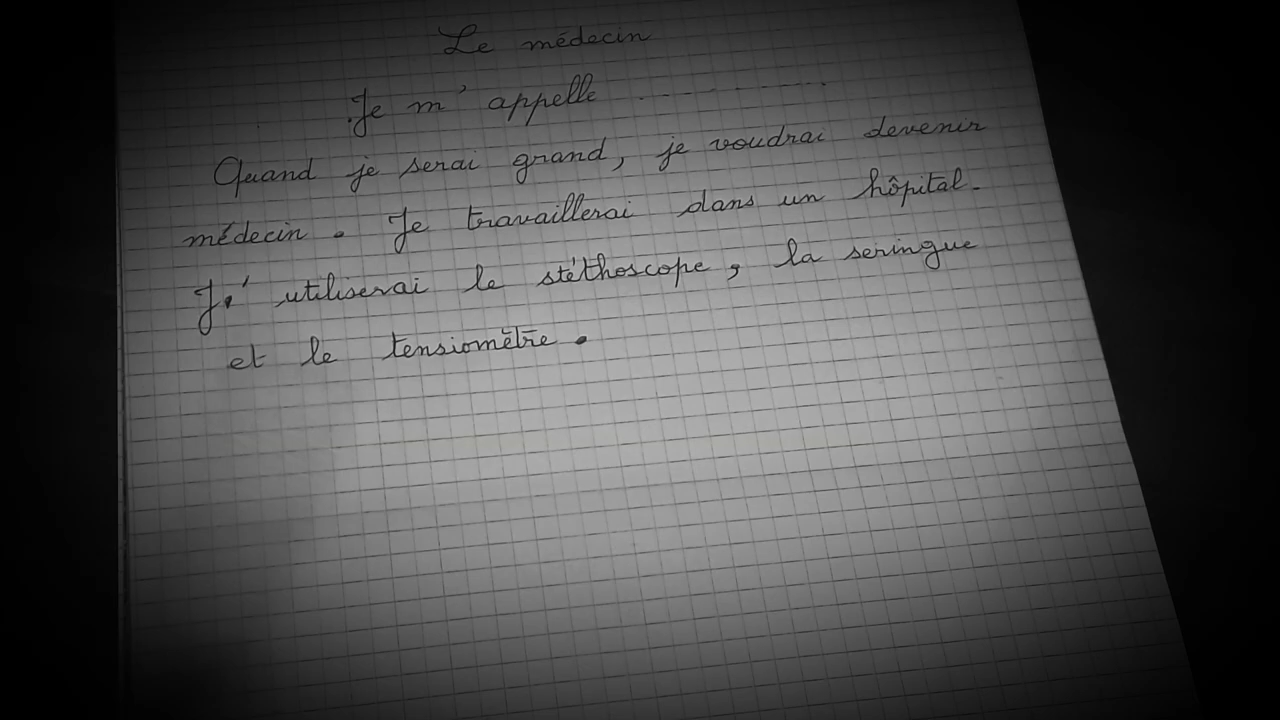 Le médecin
Je m' appelle ...............
Quand je serai grand, je voudrai devenir
médecin. Je travaillerai dans un hôpital.
J' utiliserai le stéthoscope, la seringue
et le tensiomètre.